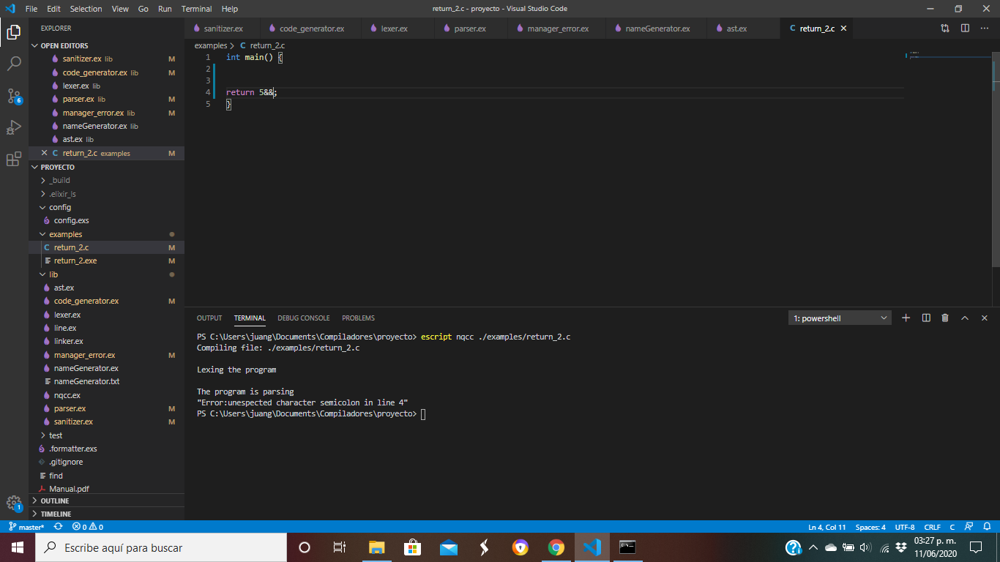 File Edit Selection View Go Run Terminal Help
return_2.c - proyecto - Visual Studio Code
EXPLORER
OPEN EDITORS
sanitizer.ex lib M
code_generator.ex lib M
lexer.ex lib
parser.ex lib M
manager_error.ex lib M
nameGenerator.ex lib
ast.ex lib
C return_2.c examples M
PROYECTO
_build
.elixir_ls
config
config.exs
examples
C return_2.c M
return_2.exe M
lib
ast.ex
code_generator.ex M
lexer.ex
line.ex
linker.ex
manager_error.ex M
nameGenerator.ex
nameGenerator.txt
nqcc.ex
parser.ex M
sanitizer.ex M
test
.formatter.exs
.gitignore
find
Manual.pdf
OUTLINE
TIMELINE
6
1
sanitizer.ex code_generator.ex lexer.ex parser.ex manager_error.ex nameGenerator.ex ast.ex C return_2.c
examples > C return_2.c
1 int main() {
2
3
4 return 5&&;
5 }
OUTPUT TERMINAL DEBUG CONSOLE PROBLEMS
1: powershell
PS C:\Users\juang\Documents\Compiladores\proyecto> escript nqcc ./examples/return_2.c
Compiling file: ./examples/return_2.c
Lexing the program
The program is parsing
"Error:unespected character semicolon in line 4"
PS C:\Users\juang\Documents\Compiladores\proyecto>
master* 0 0
Ln 4, Col 11 Spaces: 4 UTF-8 CRLF C
Escribe aquí para buscar
03:27 p. m.
11/06/2020